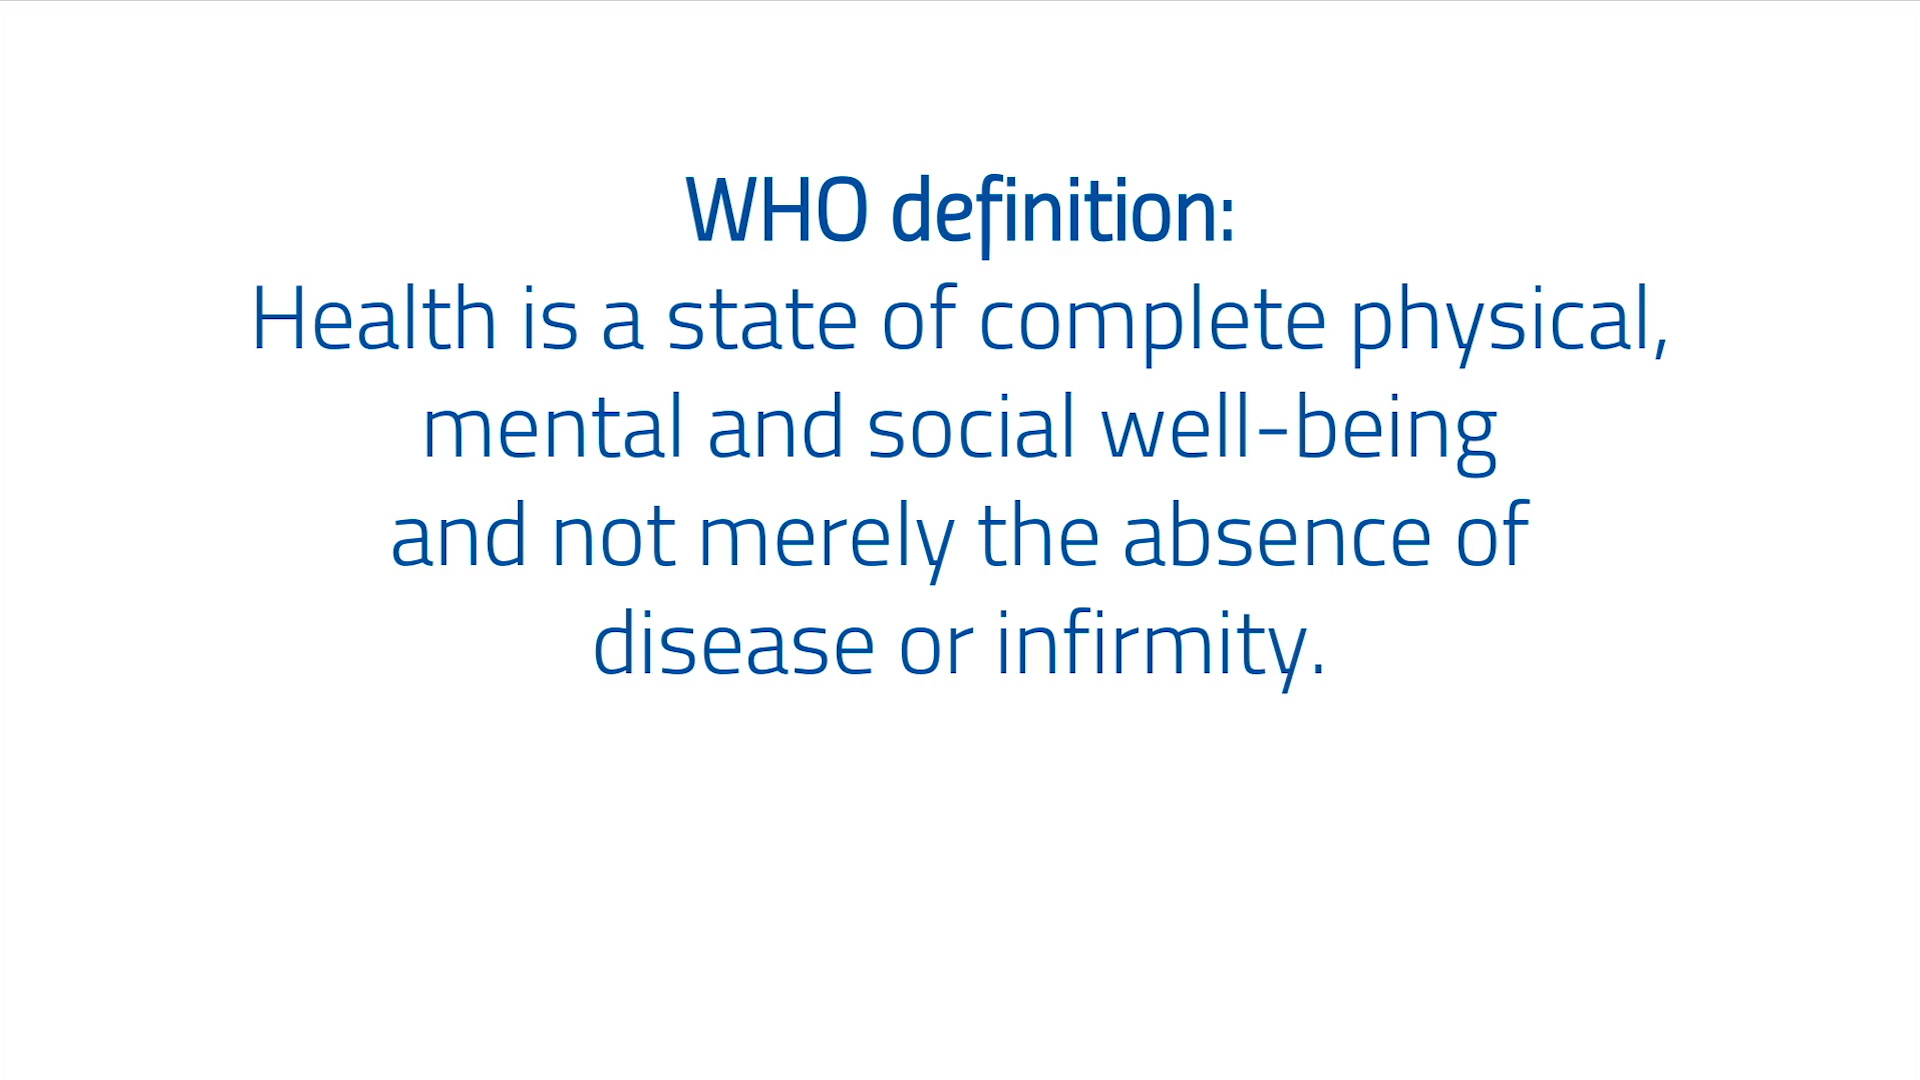 WHO definition:
Health is a state of complete physical,
mental and social well-being
and not merely the absence of
disease or infirmity.